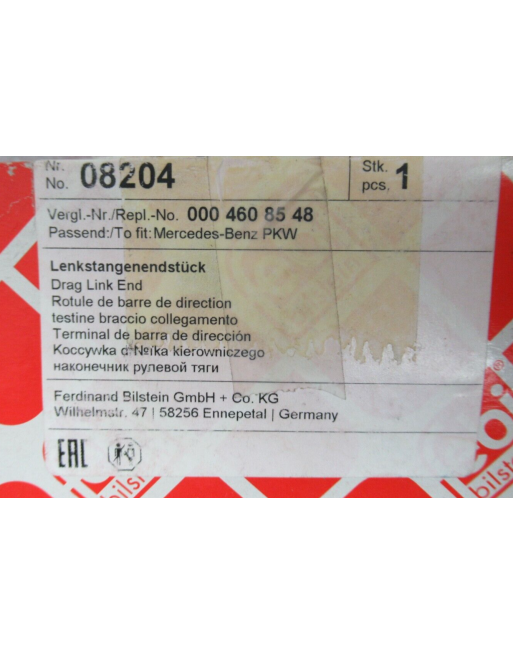 Nr.
No. 08204
Stk.
pcs. 1
Vergl.-Nr./Repl.-No. 000 460 85 48
Passend:/To fit: Mercedes-Benz PKW
Lenkstangenendstück
Drag Link End
Rotule de barre de direction
testine braccio collegamento
Terminal de barra de dirección
kierowniczego
наконечник рулевой тяги
Ferdinand Bilstein GmbH + Co. KG
Wilhelmstr. 47 | 58256 Ennepetal | Germany
EAC
bilst